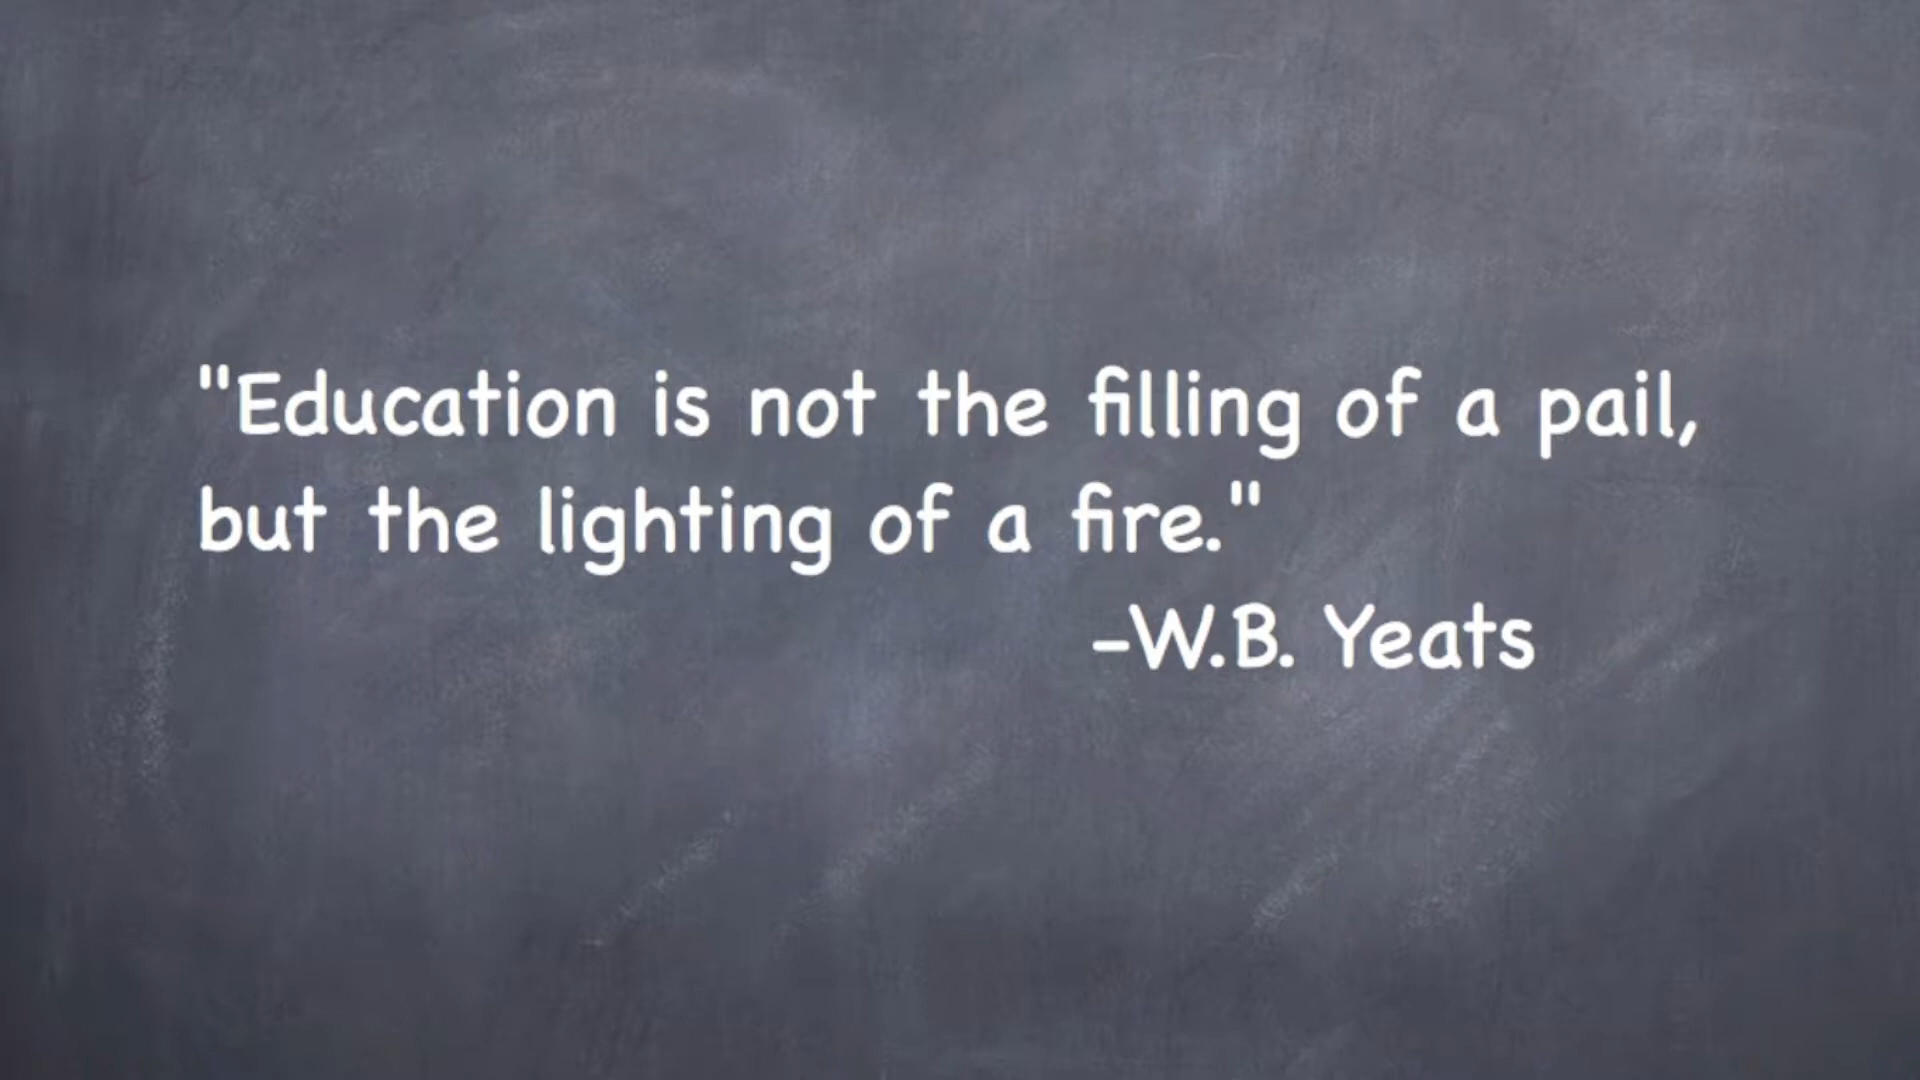 "Education is not the filling of a pail,
but the lighting of a fire."
-W.B. Yeats